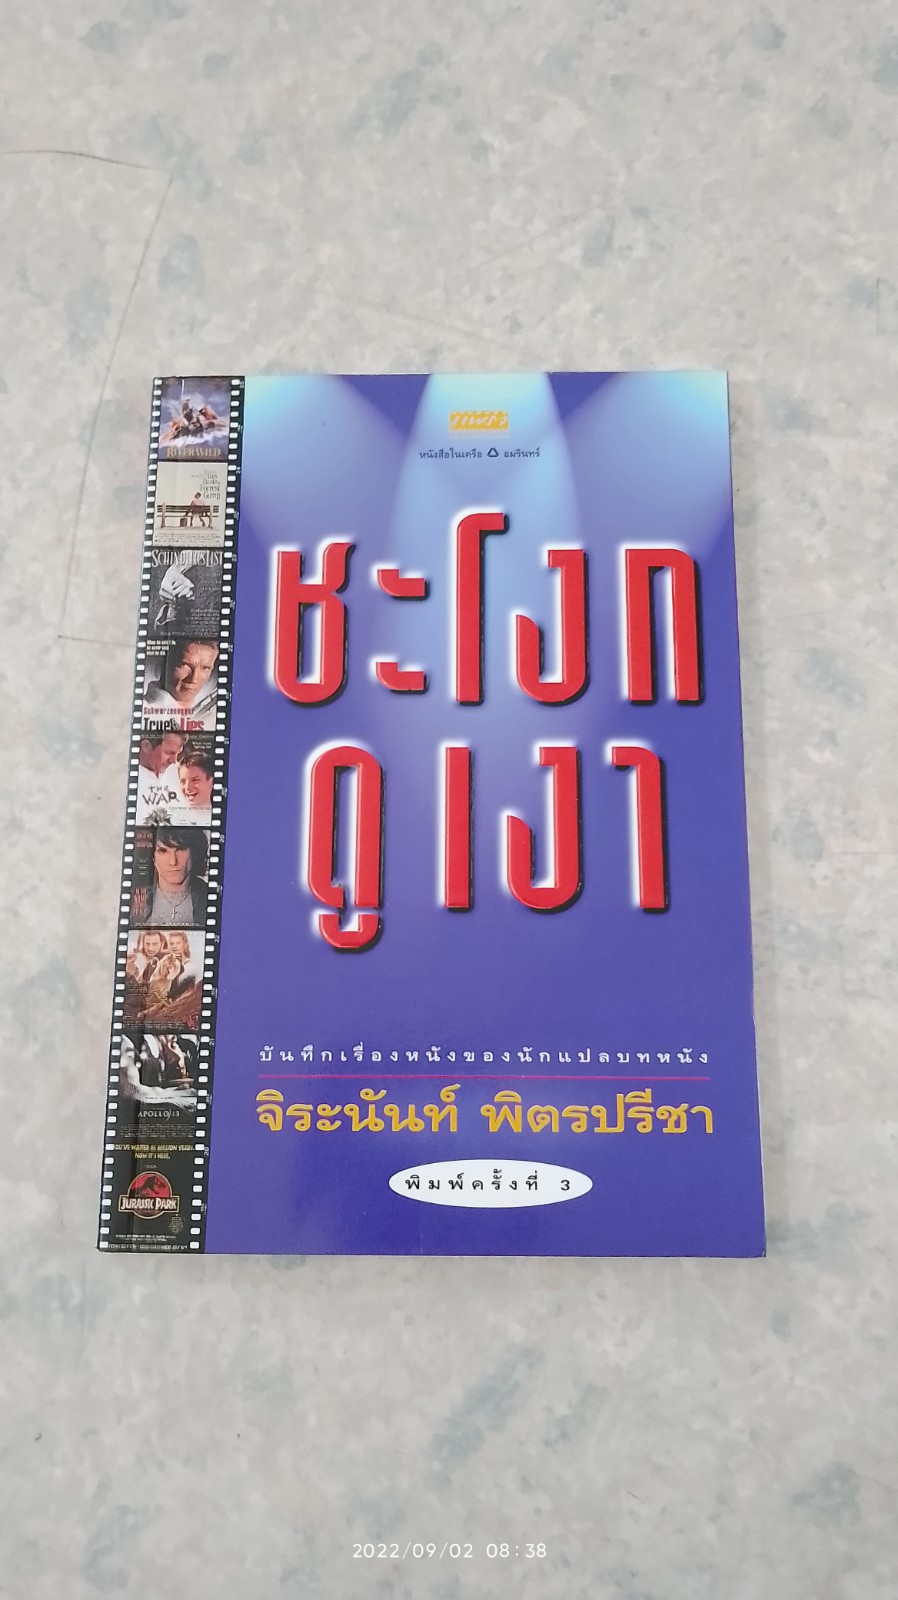 แพรว
หนังสือในเครือ อมรินทร์
ชะโงก
ดูเงา
บันทึกเรื่องหนังของนักแปลบทหนัง
จิระนันท์ พิตรปรีชา
พิมพ์ครั้งที่ 3
RIVER WILD
Forrest
Gump
SCHINDLER'S LIST
Schwarzenegger
True Lies
THE
WAR
APOLLO 13
JURASSIC PARK
2022/09/02 08:38